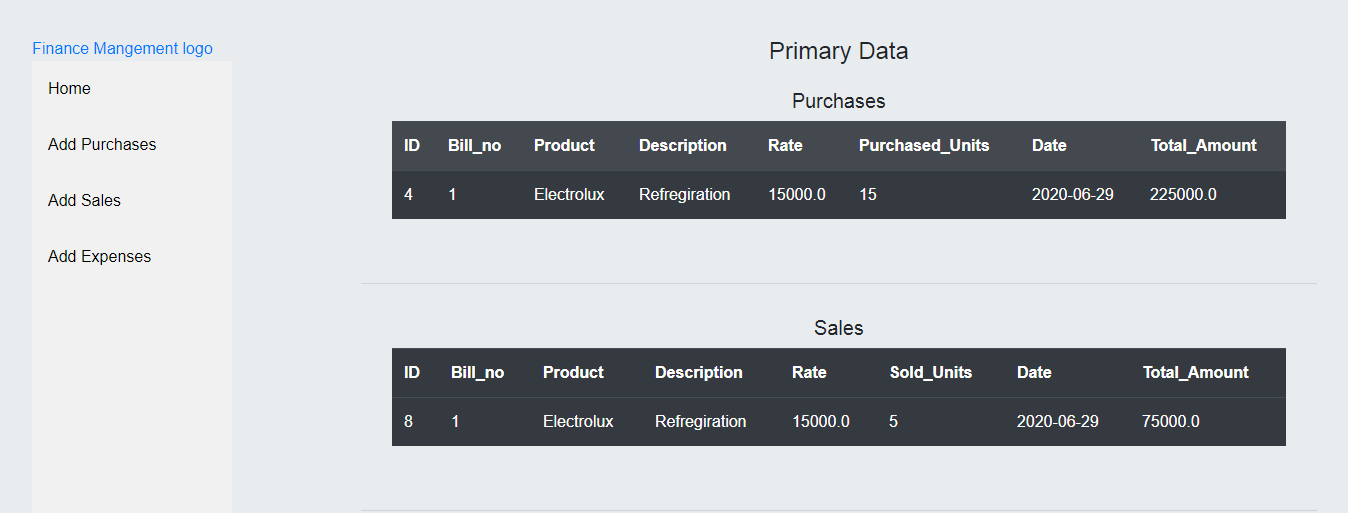 Finance Mangement logo
Home
Add Purchases
Add Sales
Add Expenses
Primary Data
Purchases
ID Bill_no Product Description Rate Purchased_Units Date Total_Amount
4 1 Electrolux Refregiration 15000.0 15 2020-06-29 225000.0
Sales
ID Bill_no Product Description Rate Sold_Units Date Total_Amount
8 1 Electrolux Refregiration 15000.0 5 2020-06-29 75000.0